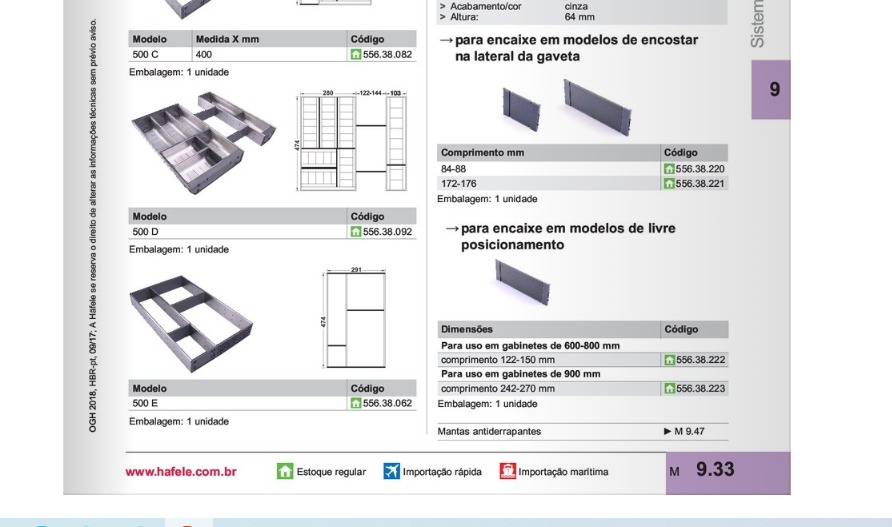 Modelo Medida X mm Código
500 C 400 556.38.082
Embalagem: 1 unidade
280 122-144 103
474
Modelo Código
500 D 556.38.092
Embalagem: 1 unidade
291
474
Modelo Código
500 E 556.38.062
Embalagem: 1 unidade
> Acabamento/cor cinza
> Altura: 64 mm
→ para encaixe em modelos de encostar
na lateral da gaveta
Comprimento mm Código
84-88 556.38.220
172-176 556.38.221
Embalagem: 1 unidade
→ para encaixe em modelos de livre
posicionamento
Dimensões Código
Para uso em gabinetes de 600-800 mm
comprimento 122-150 mm 556.38.222
Para uso em gabinetes de 900 mm
comprimento 242-270 mm 556.38.223
Embalagem: 1 unidade
Mantas antiderrapantes ► M 9.47
OGH 2018, HBR-pt, 09/17; A Häfele se reserva o direito de alterar as informações técnicas sem prévio aviso.
Sistem
9
www.hafele.com.br Estoque regular Importação rápida Importação marítima M 9.33